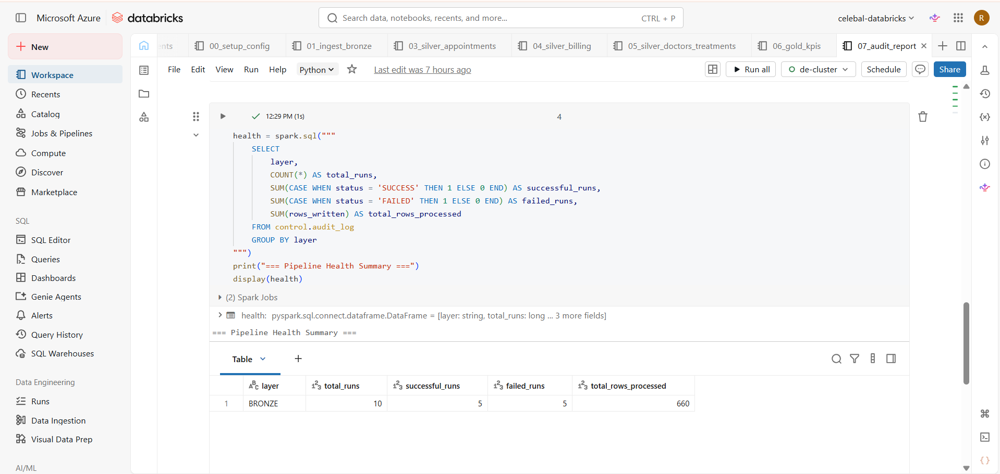 Microsoft Azure
databricks
Search data, notebooks, recents, and more...
CTRL + P
celebal-databricks
R
New
Workspace
Recents
Catalog
Jobs & Pipelines
Compute
Discover
Marketplace
SQL
SQL Editor
Queries
Dashboards
Genie Agents
Alerts
Query History
SQL Warehouses
Data Engineering
Runs
Data Ingestion
Visual Data Prep
AI/ML
ents
00_setup_config
01_ingest_bronze
03_silver_appointments
04_silver_billing
05_silver_doctors_treatments
06_gold_kpis
07_audit_report
File Edit View Run Help Python
Last edit was 7 hours ago
Run all
de-cluster
Schedule
Share
12:29 PM (1s)
4
health = spark.sql("""
SELECT
layer,
COUNT(*) AS total_runs,
SUM(CASE WHEN status = 'SUCCESS' THEN 1 ELSE 0 END) AS successful_runs,
SUM(CASE WHEN status = 'FAILED' THEN 1 ELSE 0 END) AS failed_runs,
SUM(rows_written) AS total_rows_processed
FROM control.audit_log
GROUP BY layer
""")
print("=== Pipeline Health Summary ===")
display(health)
(2) Spark Jobs
health: pyspark.sql.connect.dataframe.DataFrame = [layer: string, total_runs: long ... 3 more fields]
=== Pipeline Health Summary ===
Table
layer total_runs successful_runs failed_runs total_rows_processed
1 BRONZE 10 5 5 660